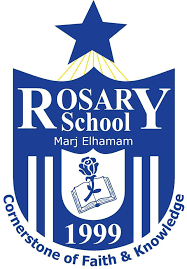 ROSARY
School
Marj Elhamam
1999
Cornerstone of Faith & Knowledge